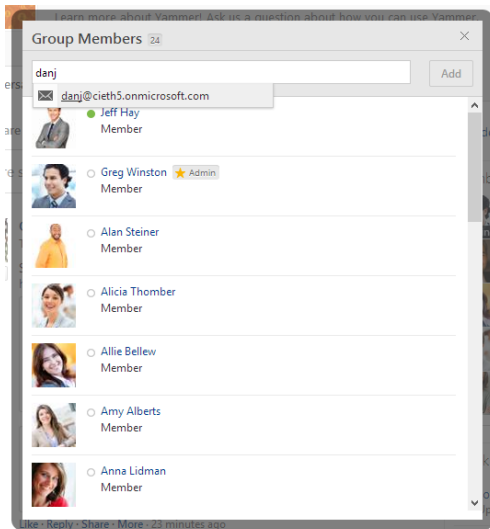 Learn more about Yammer! Ask us a question about how you can use Yammer
Group Members 24
danj
Add
danj@cieth5.onmicrosoft.com
Jeff Hay
Member
Greg Winston Admin
Member
Alan Steiner
Member
Alicia Thomber
Member
Allie Bellew
Member
Amy Alberts
Member
Anna Lidman
Member
Like · Reply · Share · More · 23 minutes ago